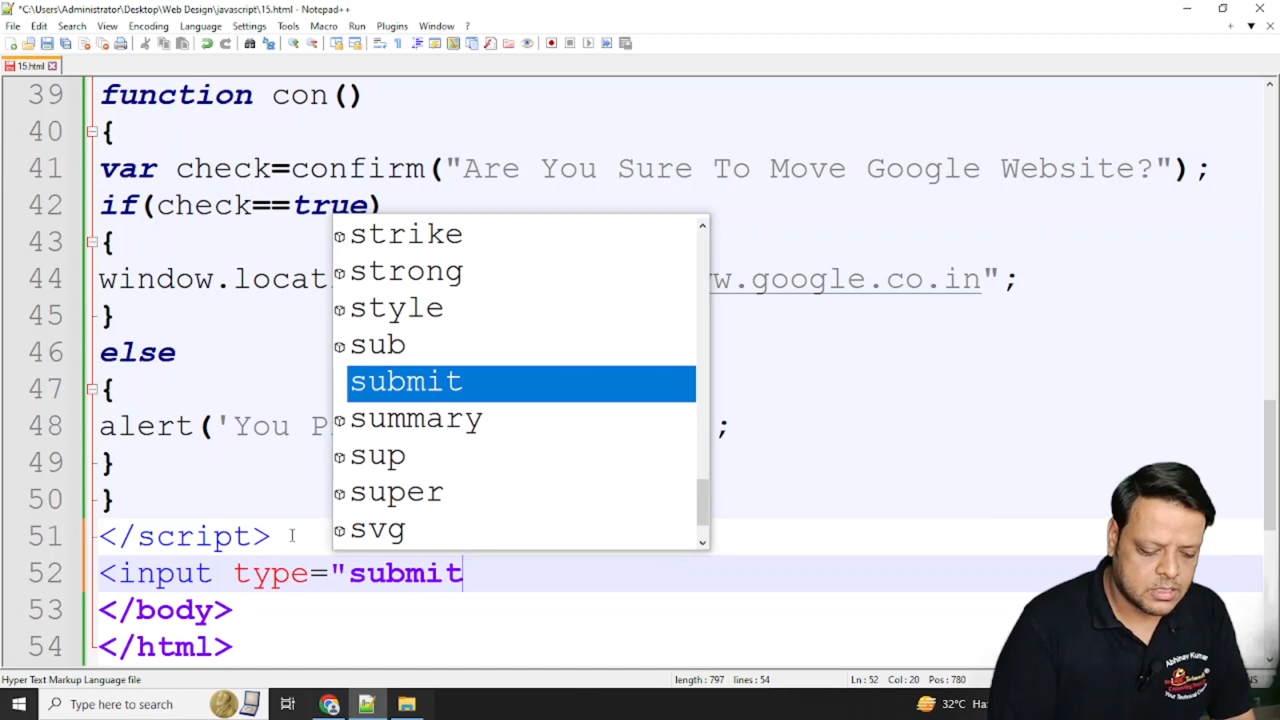 *C:\Users\Administrator\Desktop\Web Design\javascript\15.html - Notepad++
File Edit Search View Encoding Language Settings Tools Macro Run Plugins Window ?
15.html
39 function con()
40 {
41 var check=confirm("Are You Sure To Move Google Website?");
42 if(check==true)
43 {
44 window.locat w.google.co.in";
45 }
46 else
47 {
48 alert('You P ;
49 }
50 }
51 </script>
52 <input type="submit
53 </body>
54 </html>
strike
strong
style
sub
submit
summary
sup
super
svg
Abhinav Kumar
Hyper Text Markup Language file length : 797 lines : 54 Ln : 52 Col : 20 Pos : 780
Type here to search 32°C